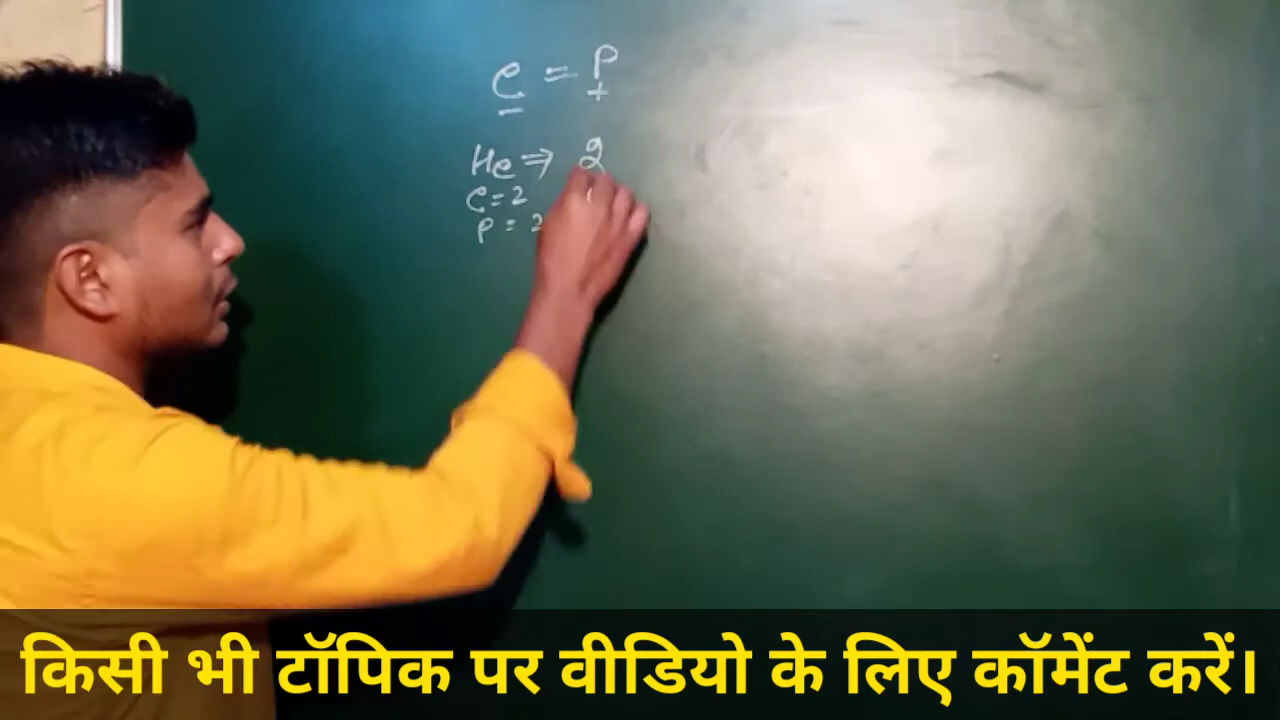 e = p
- +
He ⇒ 2
e = 2
p = 2
किसी भी टॉपिक पर वीडियो के लिए कॉमेंट करें।